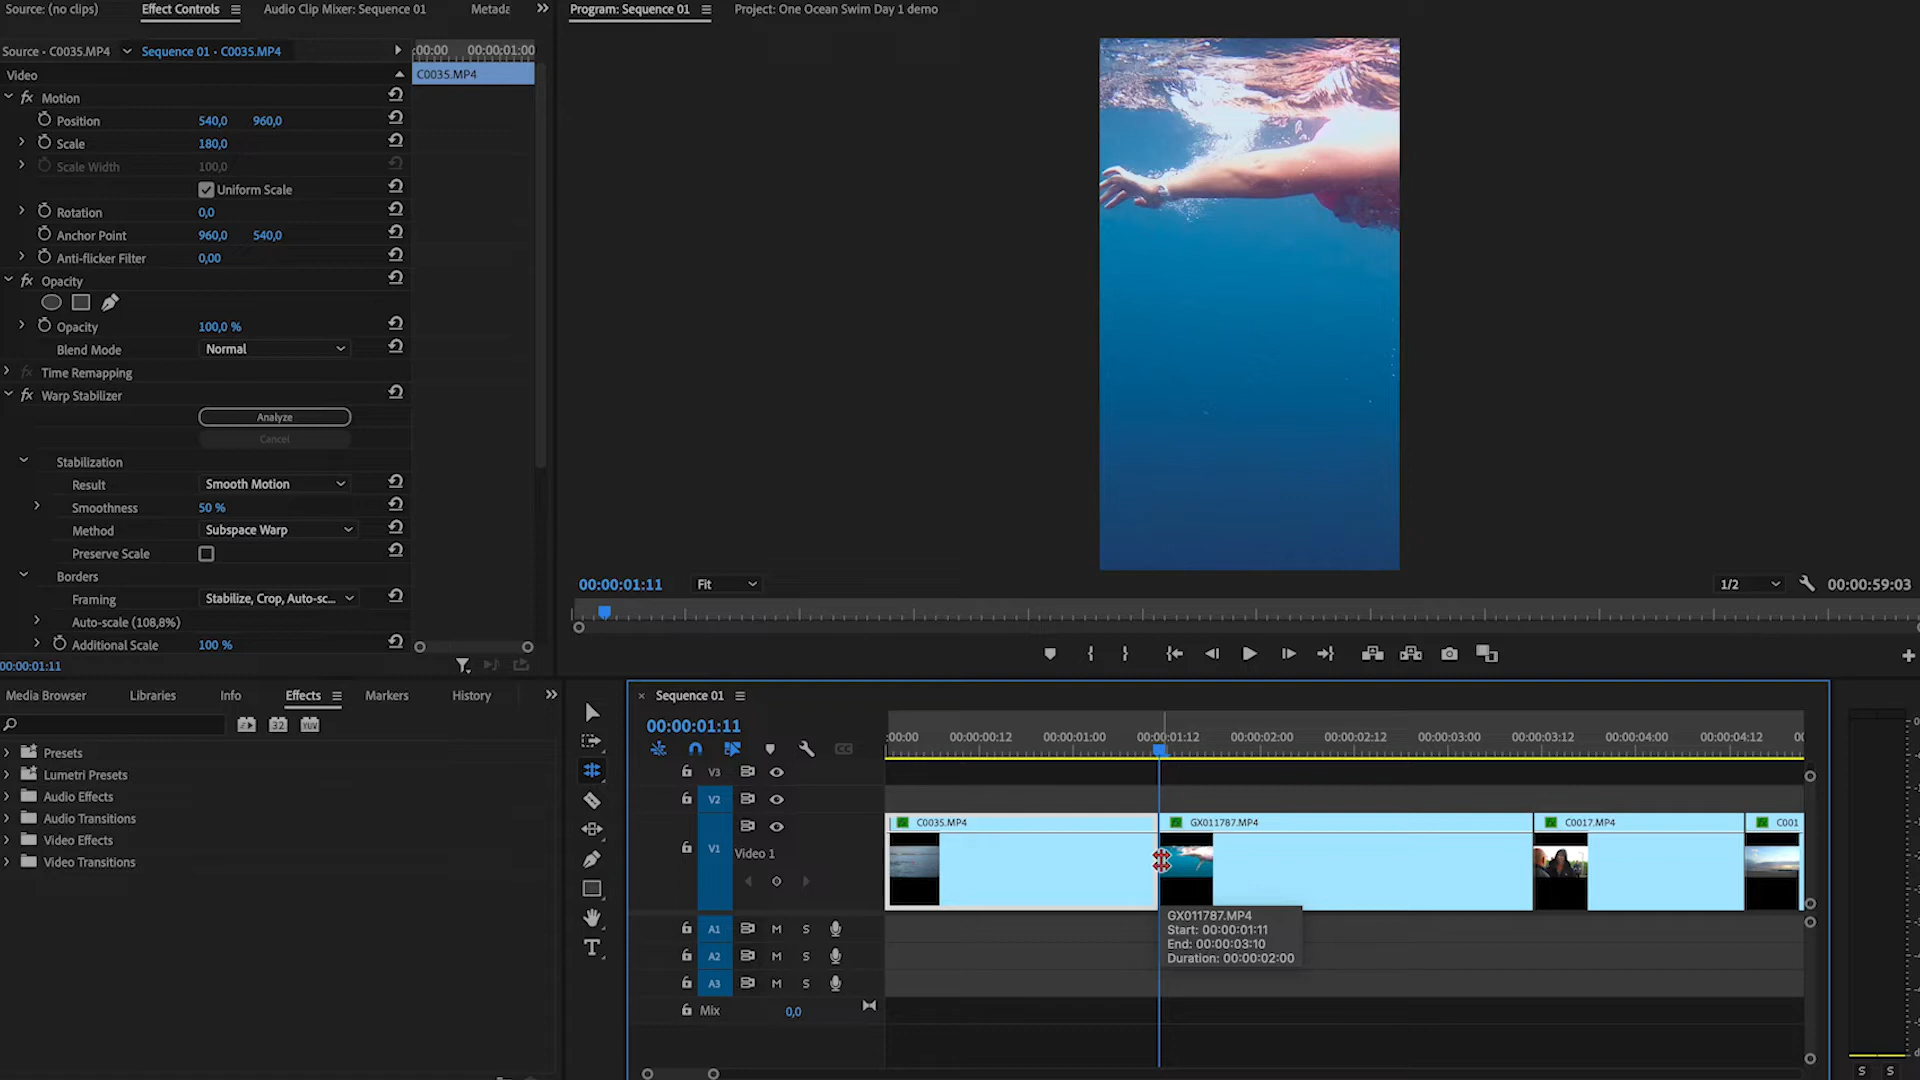 Source: (no clips)
Effect Controls
Audio Clip Mixer: Sequence 01
Metada
Source - C0035.MP4
Sequence 01 - C0035.MP4
:00:00
00:00:01:00
Video
C0035.MP4
Motion
Position
540,0
960,0
Scale
180,0
Scale Width
100,0
Uniform Scale
Rotation
0,0
Anchor Point
960,0
540,0
Anti-flicker Filter
0,00
Opacity
Opacity
100,0 %
Blend Mode
Normal
Time Remapping
Warp Stabilizer
Analyze
Cancel
Stabilization
Result
Smooth Motion
Smoothness
50 %
Method
Subspace Warp
Preserve Scale
Borders
Framing
Stabilize, Crop, Auto-sc...
Auto-scale (108,8%)
Additional Scale
100 %
00:00:01:11
Program: Sequence 01
Project: One Ocean Swim Day 1 demo
00:00:01:11
Fit
1/2
00:00:59:03
Media Browser
Libraries
Info
Effects
Markers
History
32
YUV
Presets
Lumetri Presets
Audio Effects
Audio Transitions
Video Effects
Video Transitions
T
Sequence 01
00:00:01:11
:00:00
00:00:00:12
00:00:01:00
00:00:01:12
00:00:02:00
00:00:02:12
00:00:03:00
00:00:03:12
00:00:04:00
00:00:04:12
00
V3
V2
V1
Video 1
C0035.MP4
GX011787.MP4
C0017.MP4
C001
GX011787.MP4
Start: 00:00:01:11
End: 00:00:03:10
Duration: 00:00:02:00
A1
M
S
A2
M
S
A3
M
S
Mix
0,0
S
S